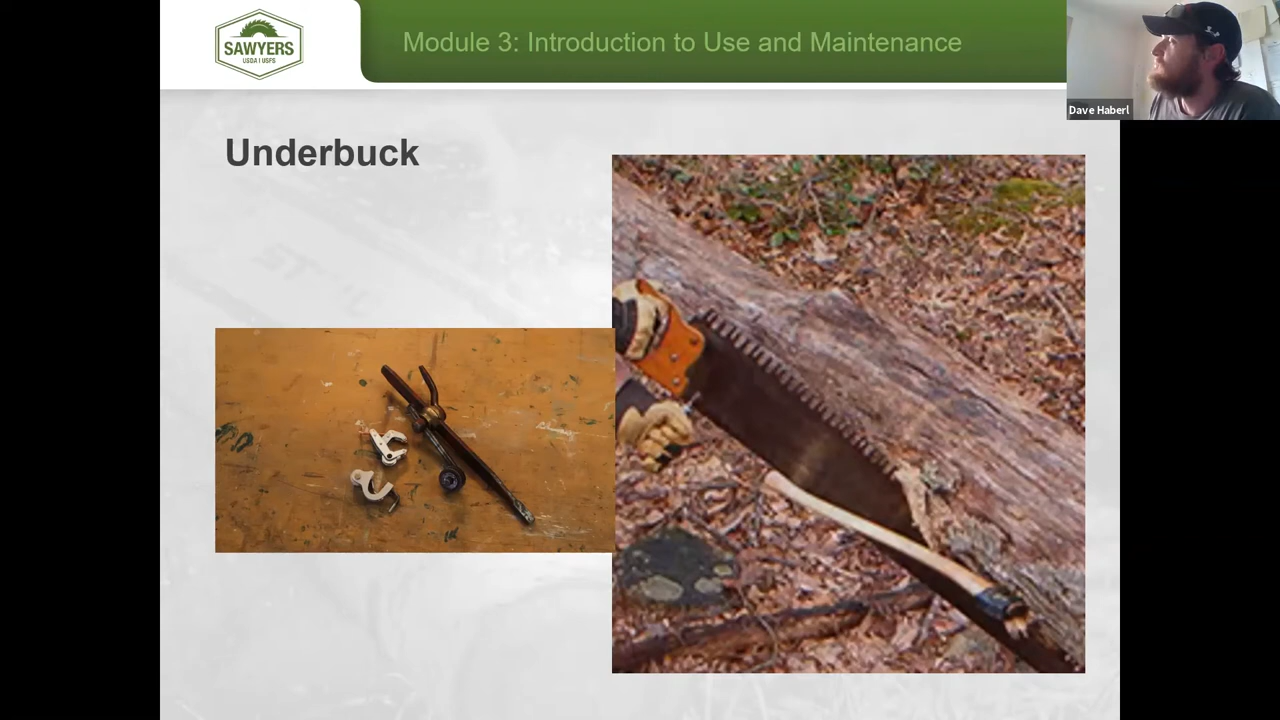 SAWYERS
USDA | USFS
Module 3: Introduction to Use and Maintenance
Dave Haberl
Underbuck